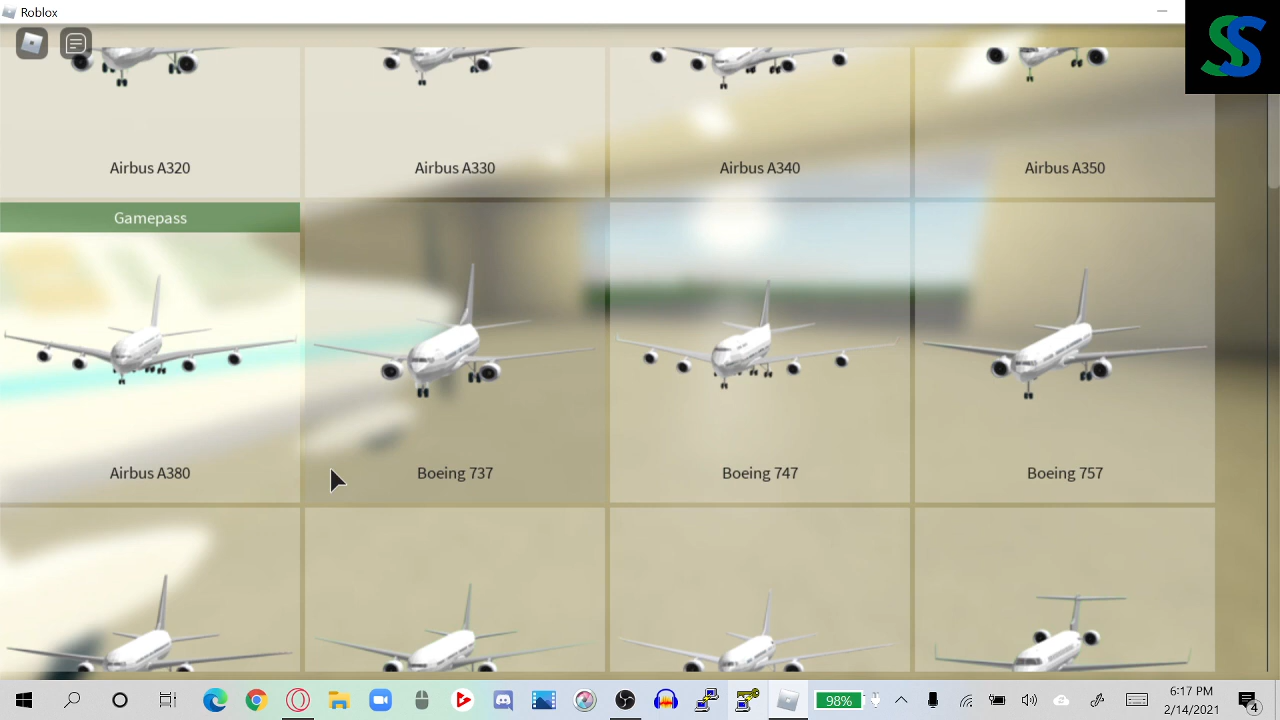 Roblox
SS
Airbus A320
Airbus A330
Airbus A340
Airbus A350
Gamepass
Airbus A380
Boeing 737
Boeing 747
Boeing 757
98%
6:17 PM
2/14/2021
4